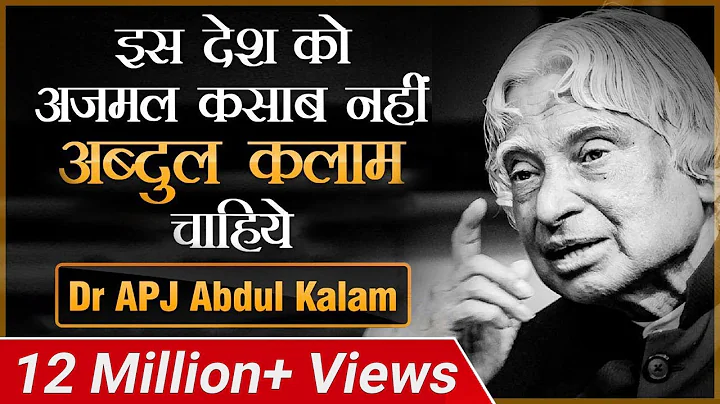 इस देश को
अजमल कसाब नहीं
अब्दुल कलाम
चाहिये
Dr APJ Abdul Kalam
12 Million+ Views